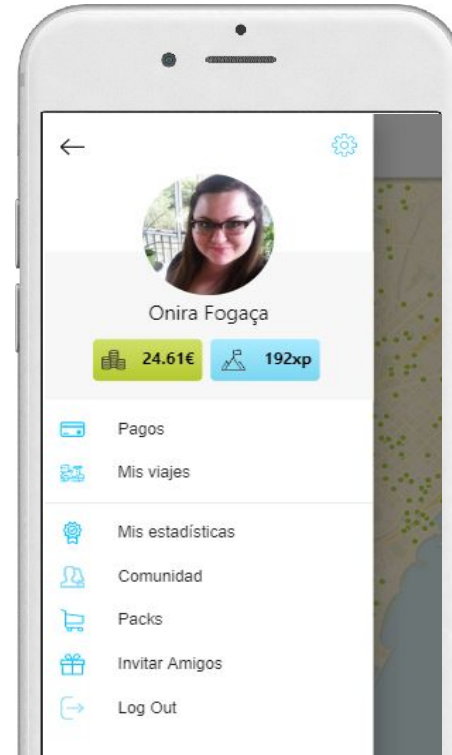 Onira Fogaça
24.61€ 192xp
Pagos
Mis viajes
Mis estadísticas
Comunidad
Packs
Invitar Amigos
Log Out